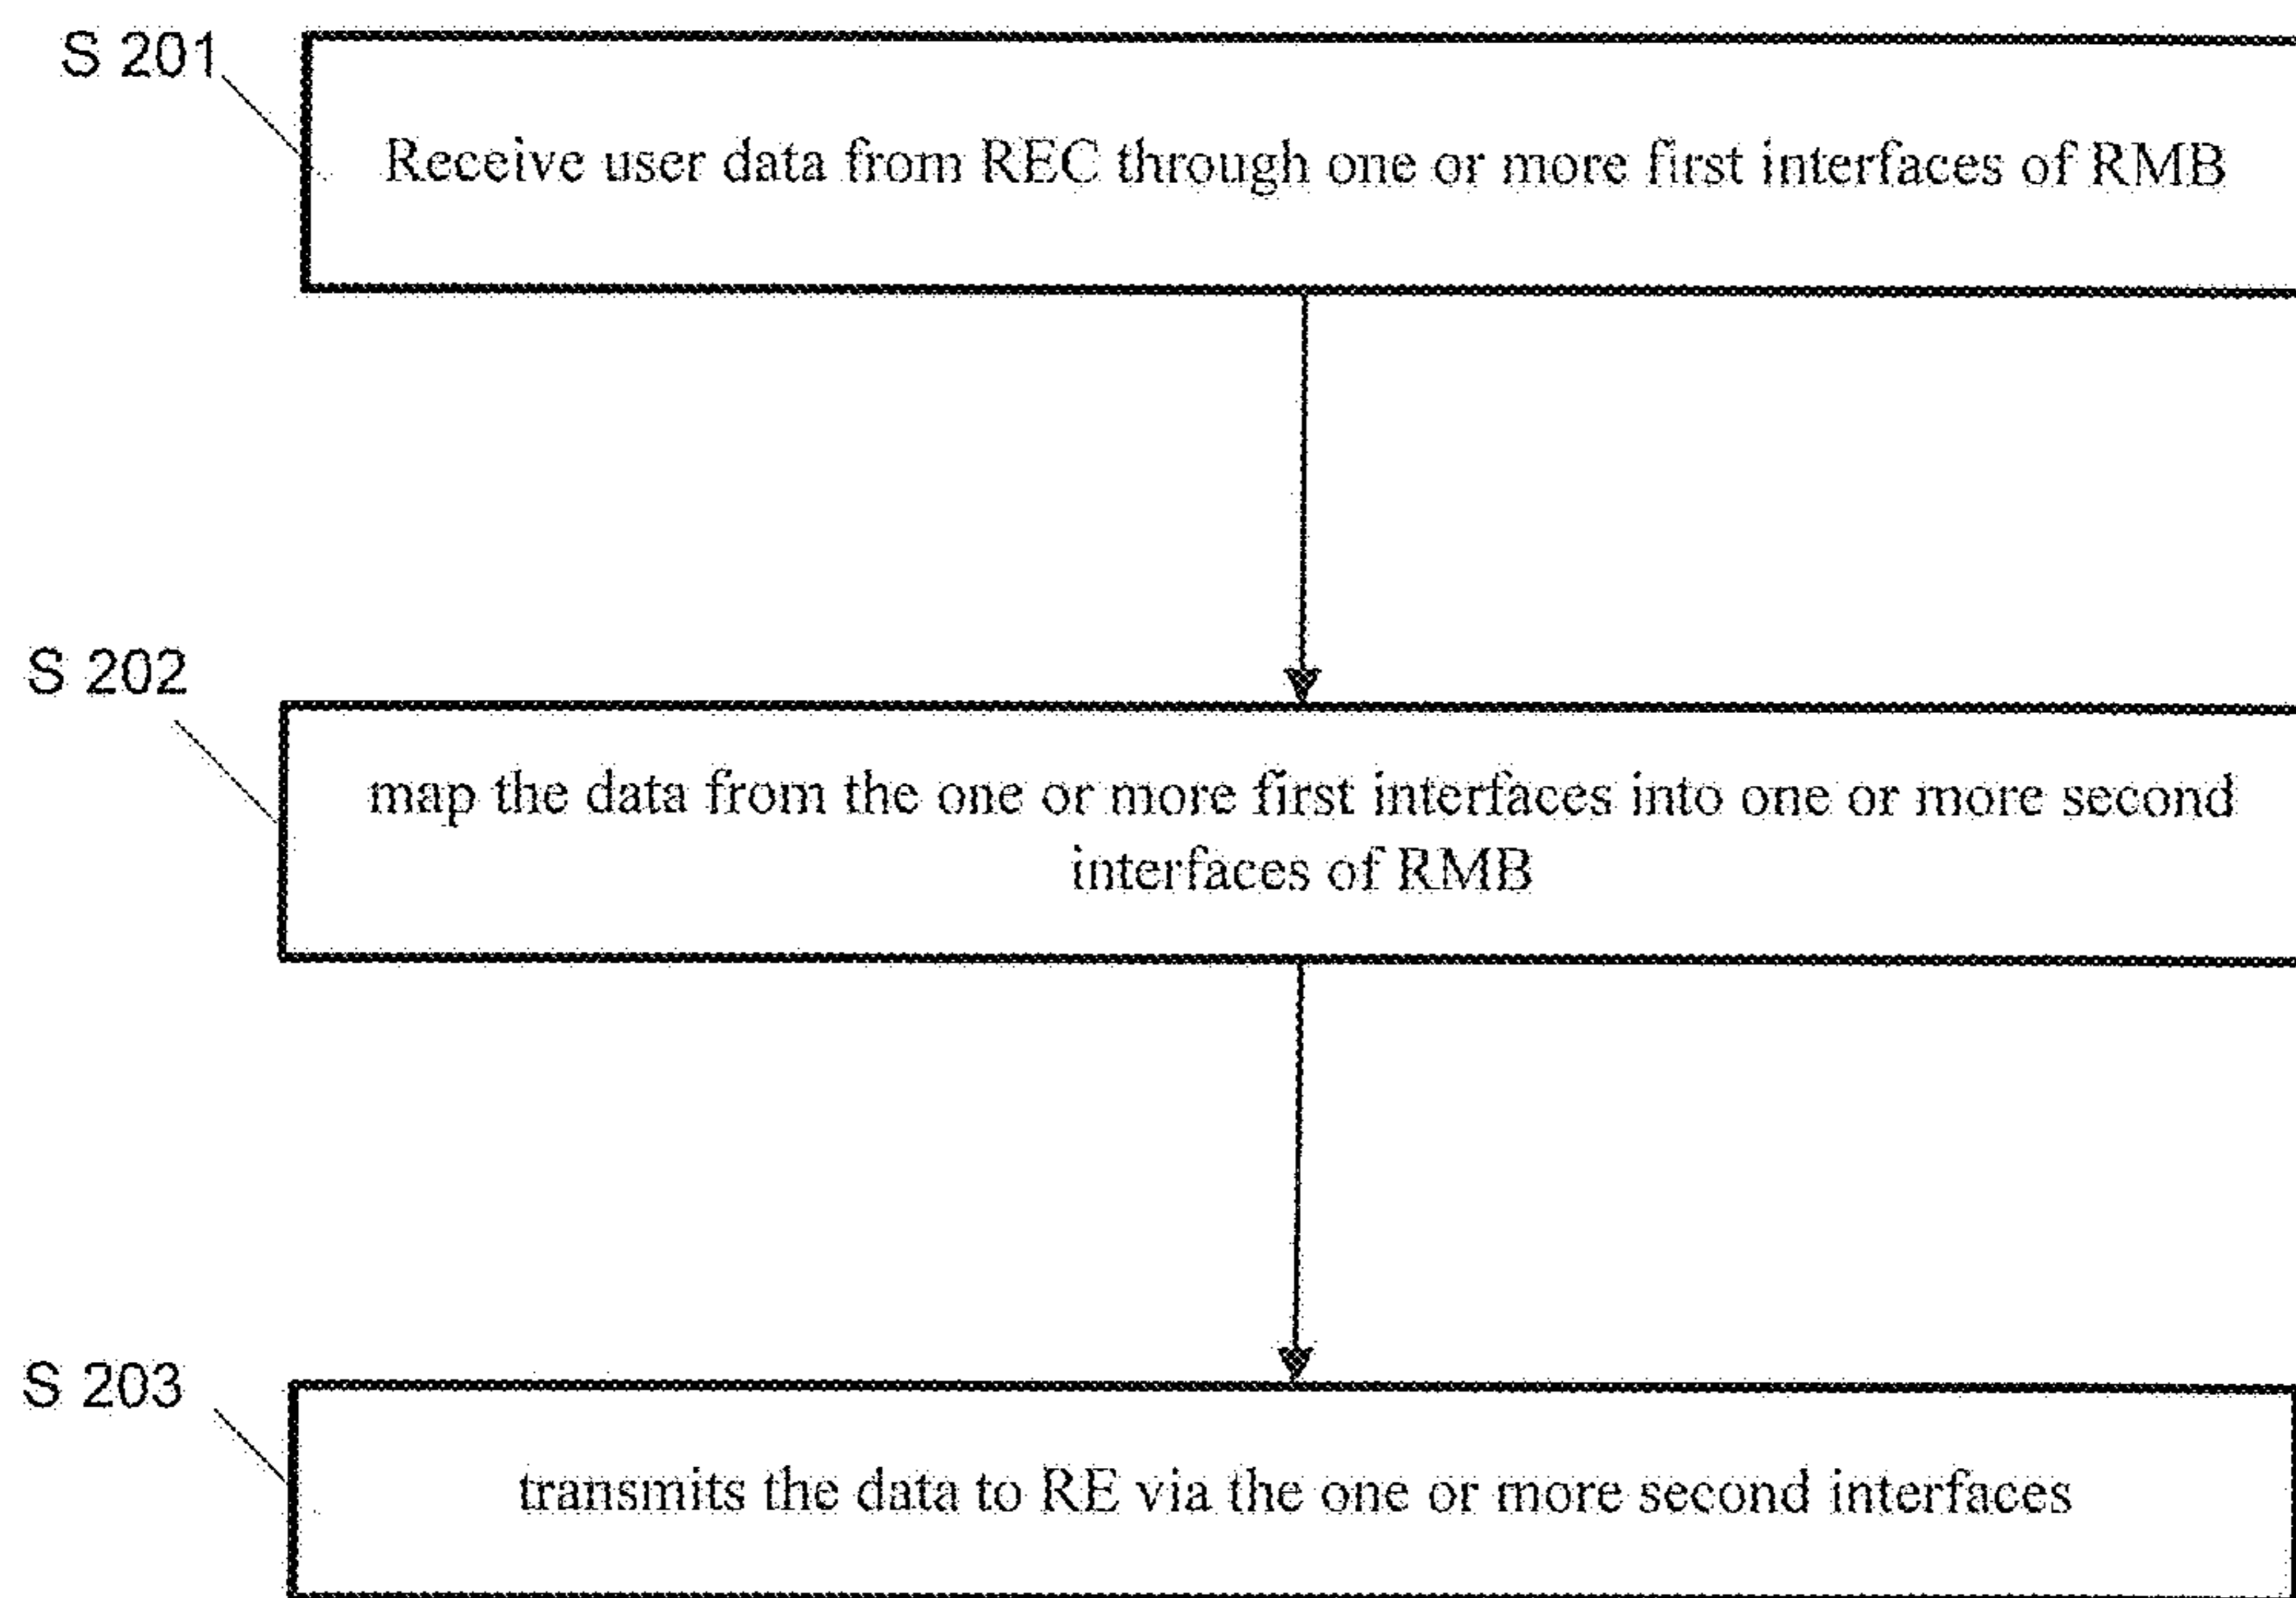 S 201
Receive user data from REC through one or more first interfaces of RMB
S 202
map the data from the one or more first interfaces into one or more second
interfaces of RMB
S 203
transmits the data to RE via the one or more second interfaces